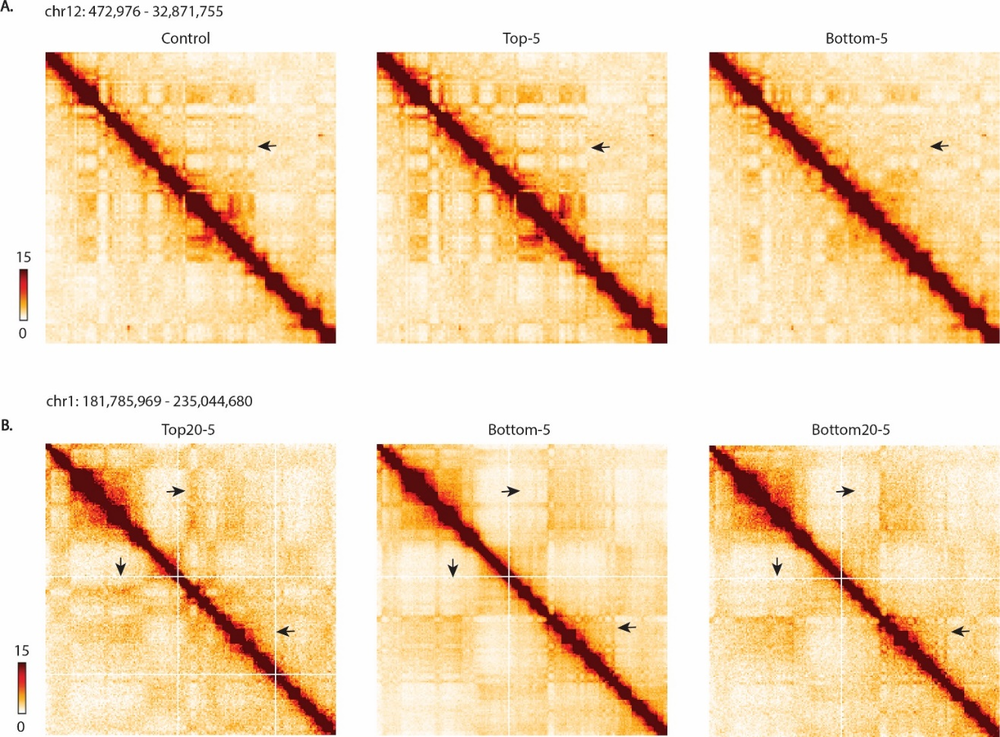 A.
chr12: 472,976 - 32,871,755
Control
Top-5
Bottom-5
15
0
chr1: 181,785,969 - 235,044,680
B.
Top20-5
Bottom-5
Bottom20-5
15
0